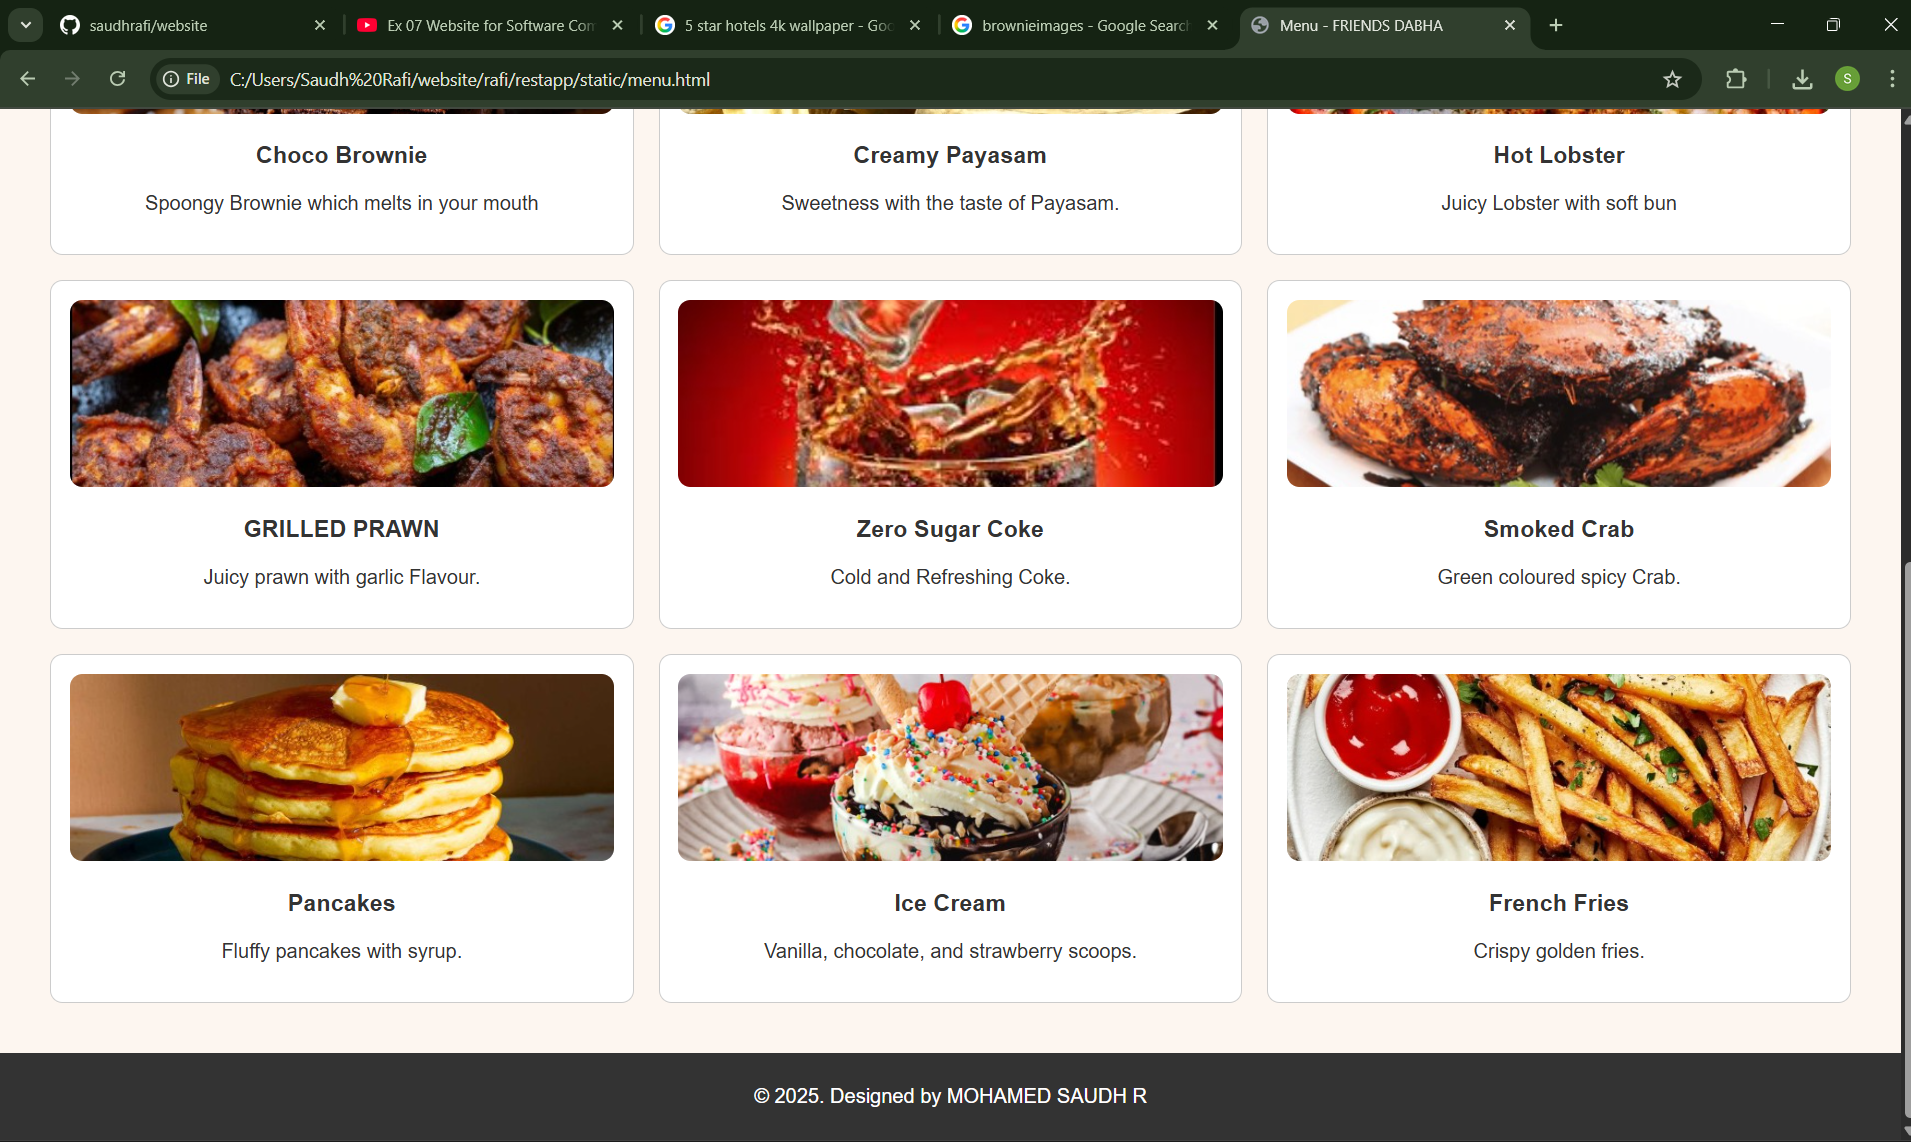 saudhrafi/website
Ex 07 Website for Software Con
5 star hotels 4k wallpaper - Goo
brownieimages - Google Search
Menu - FRIENDS DABHA
File
C:/Users/Saudh%20Rafi/website/rafi/restapp/static/menu.html
S
Choco Brownie
Spoongy Brownie which melts in your mouth
Creamy Payasam
Sweetness with the taste of Payasam.
Hot Lobster
Juicy Lobster with soft bun
GRILLED PRAWN
Juicy prawn with garlic Flavour.
Zero Sugar Coke
Cold and Refreshing Coke.
Smoked Crab
Green coloured spicy Crab.
Pancakes
Fluffy pancakes with syrup.
Ice Cream
Vanilla, chocolate, and strawberry scoops.
French Fries
Crispy golden fries.
© 2025. Designed by MOHAMED SAUDH R